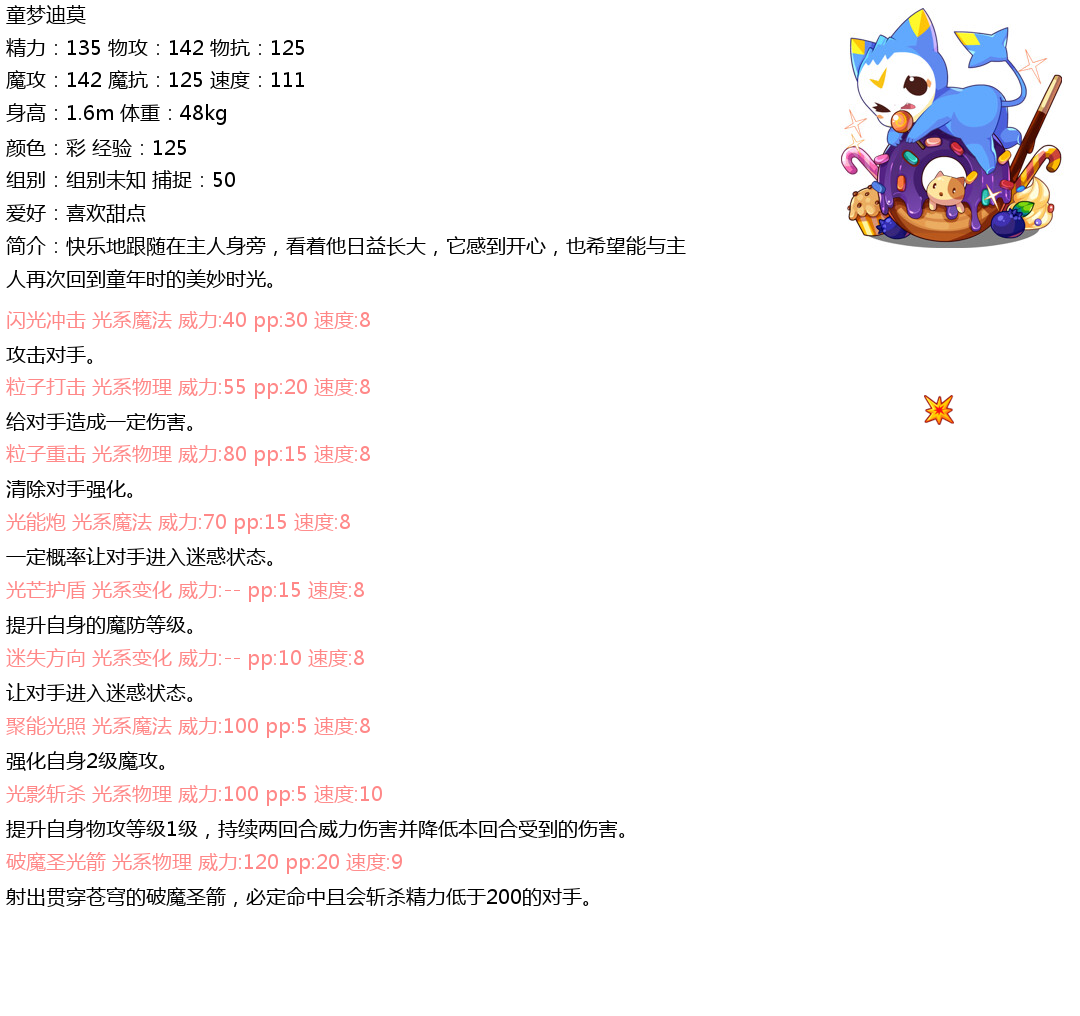 童梦迪莫
精力：135 物攻：142 物抗：125
魔攻：142 魔抗：125 速度：111
身高：1.6m 体重：48kg
颜色：彩 经验：125
组别：组别未知 捕捉：50
爱好：喜欢甜点
简介：快乐地跟随在主人身旁，看着他日益长大，它感到开心，也希望能与主
人再次回到童年时的美妙时光。
闪光冲击 光系魔法 威力:40 pp:30 速度:8
攻击对手。
粒子打击 光系物理 威力:55 pp:20 速度:8
给对手造成一定伤害。
粒子重击 光系物理 威力:80 pp:15 速度:8
清除对手强化。
光能炮 光系魔法 威力:70 pp:15 速度:8
一定概率让对手进入迷惑状态。
光芒护盾 光系变化 威力:-- pp:15 速度:8
提升自身的魔防等级。
迷失方向 光系变化 威力:-- pp:10 速度:8
让对手进入迷惑状态。
聚能光照 光系魔法 威力:100 pp:5 速度:8
强化自身2级魔攻。
光影斩杀 光系物理 威力:100 pp:5 速度:10
提升自身物攻等级1级，持续两回合威力伤害并降低本回合受到的伤害。
破魔圣光箭 光系物理 威力:120 pp:20 速度:9
射出贯穿苍穹的破魔圣箭，必定命中且会斩杀精力低于200的对手。